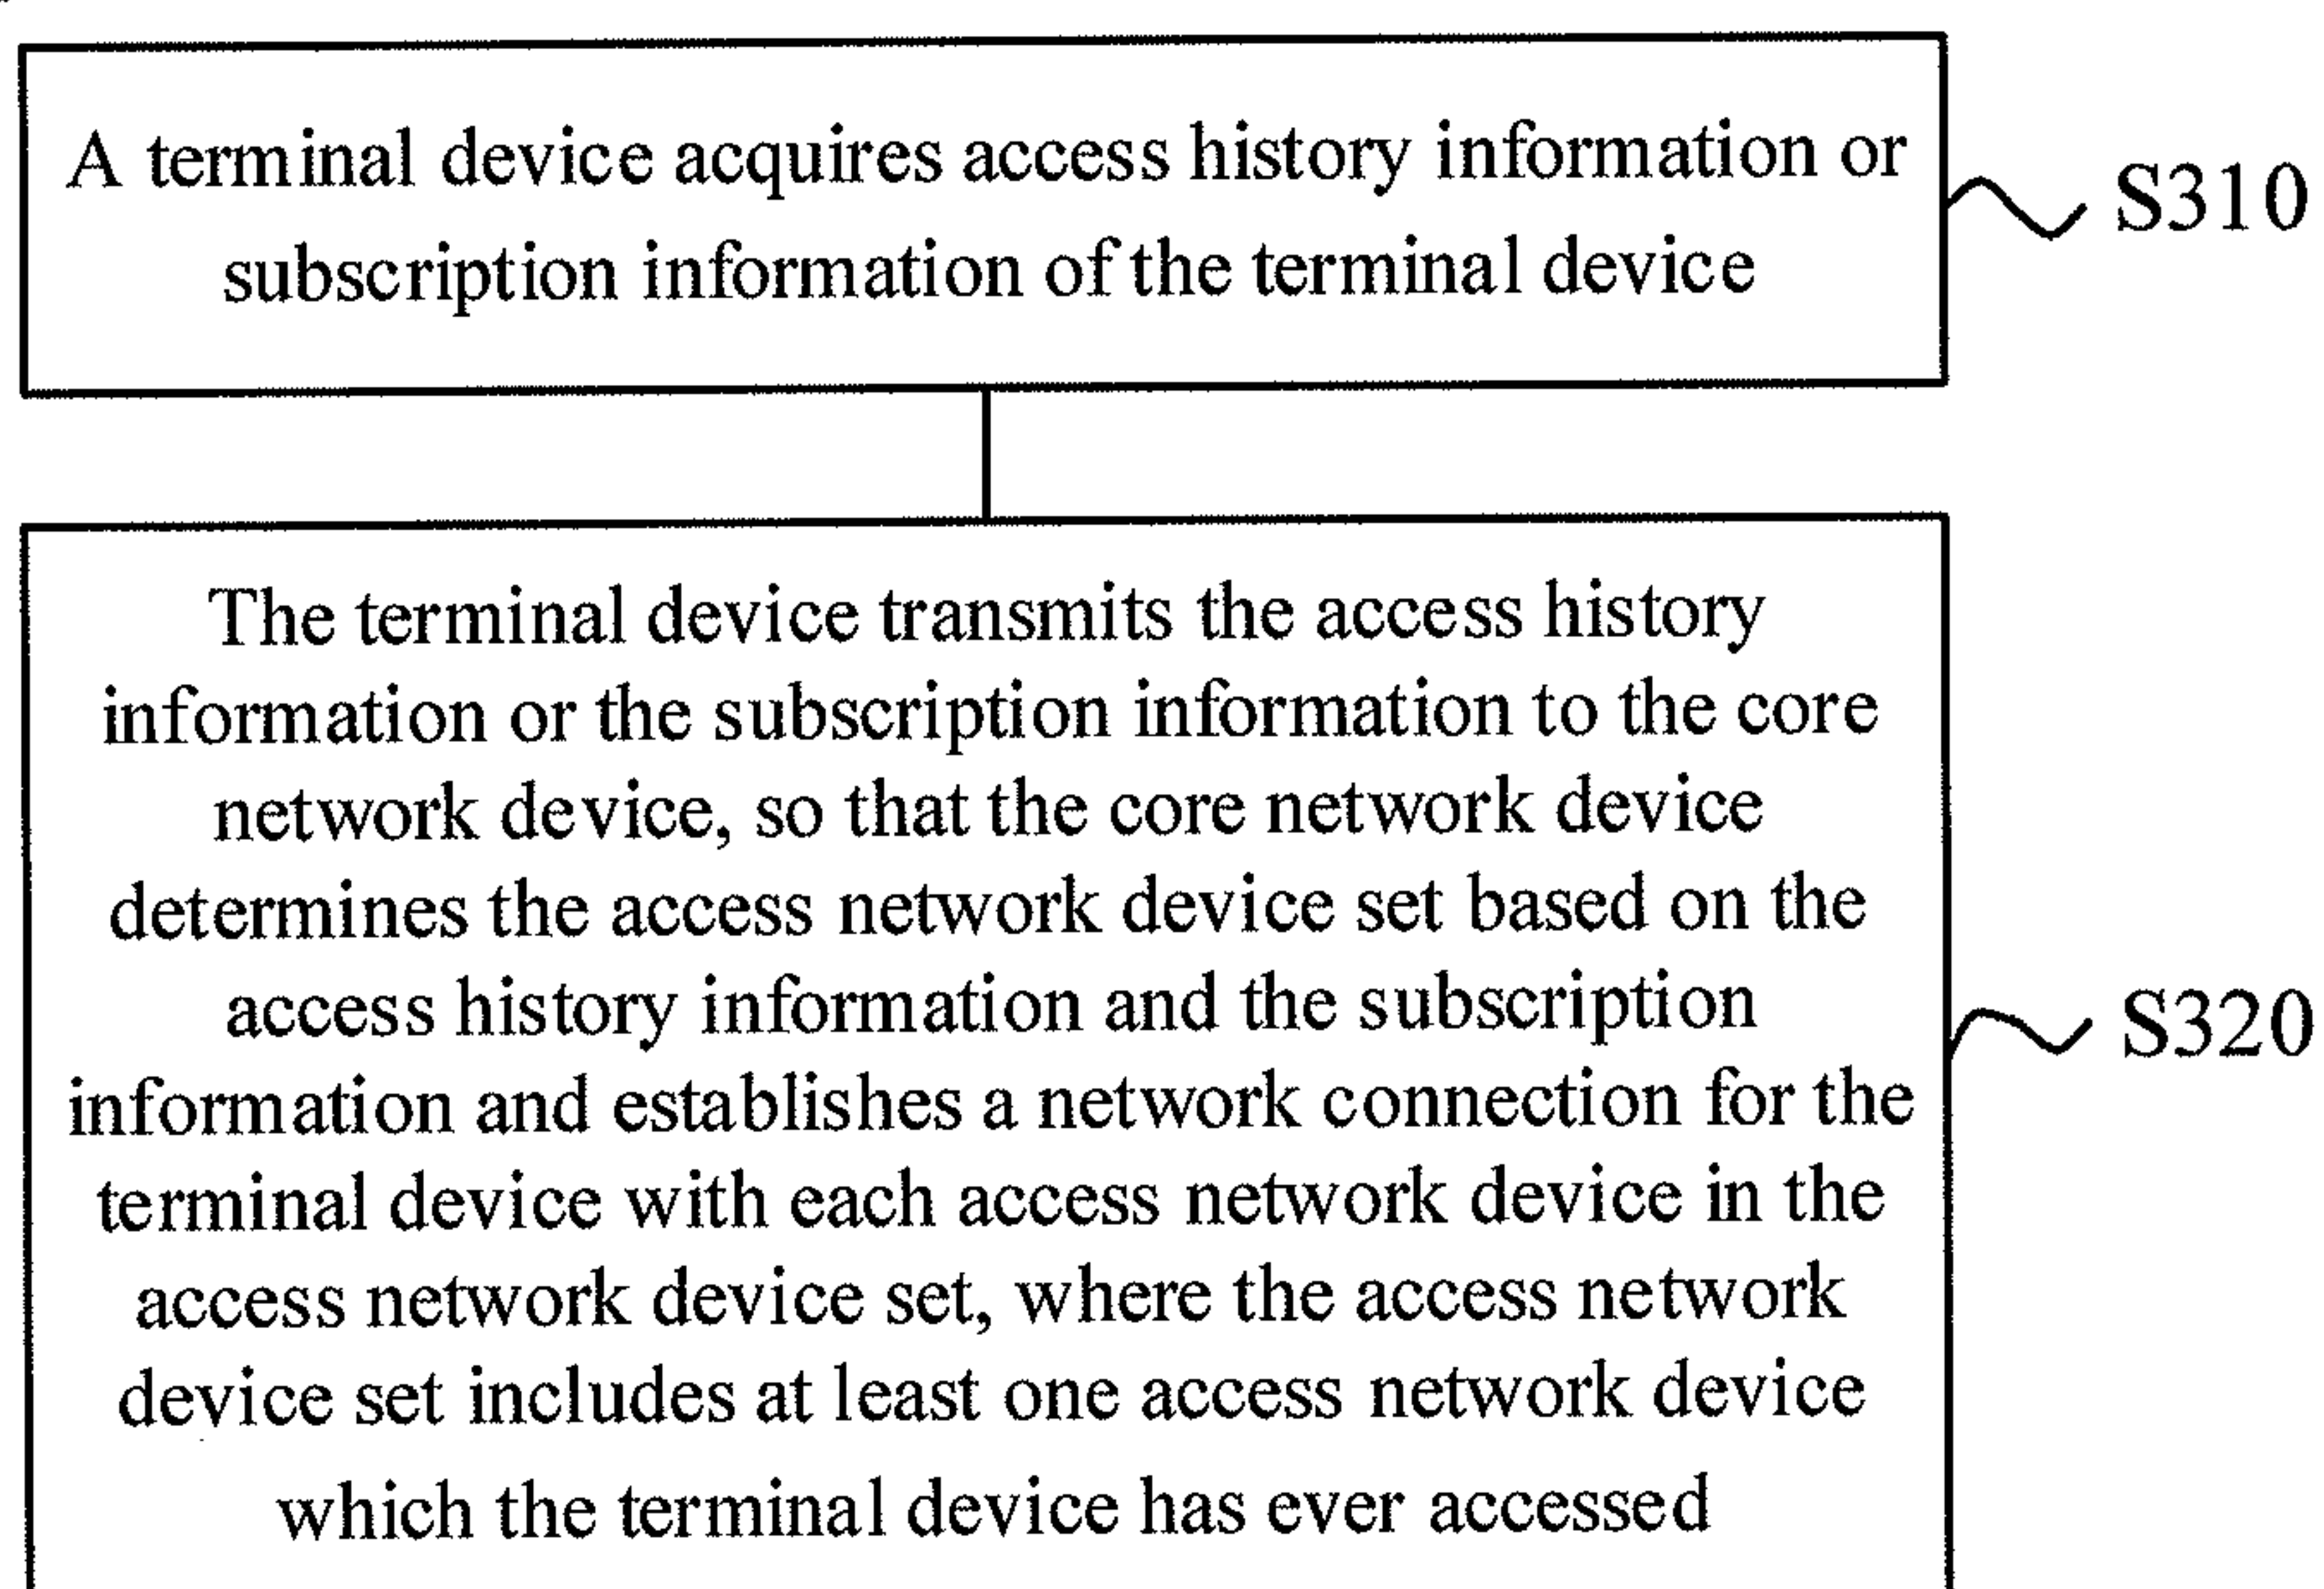 A terminal device acquires access history information or
subscription information of the terminal device
S310
The terminal device transmits the access history
information or the subscription information to the core
network device, so that the core network device
determines the access network device set based on the
access history information and the subscription
information and establishes a network connection for the
terminal device with each access network device in the
access network device set, where the access network
device set includes at least one access network device
which the terminal device has ever accessed
S320